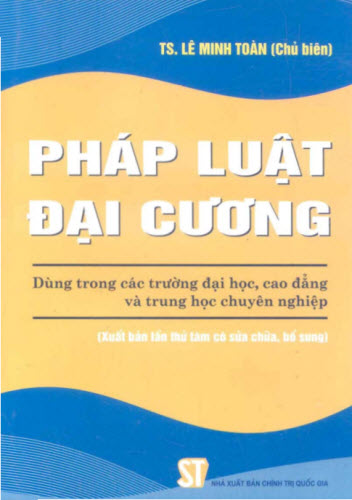 TS. LÊ MINH TOÀN (Chủ biên)
PHÁP LUẬT
ĐẠI CƯƠNG
Dùng trong các trường đại học, cao đẳng
và trung học chuyên nghiệp
(Xuất bản lần thứ tám có sửa chữa, bổ sung)
ST
NHÀ XUẤT BẢN CHÍNH TRỊ QUỐC GIA